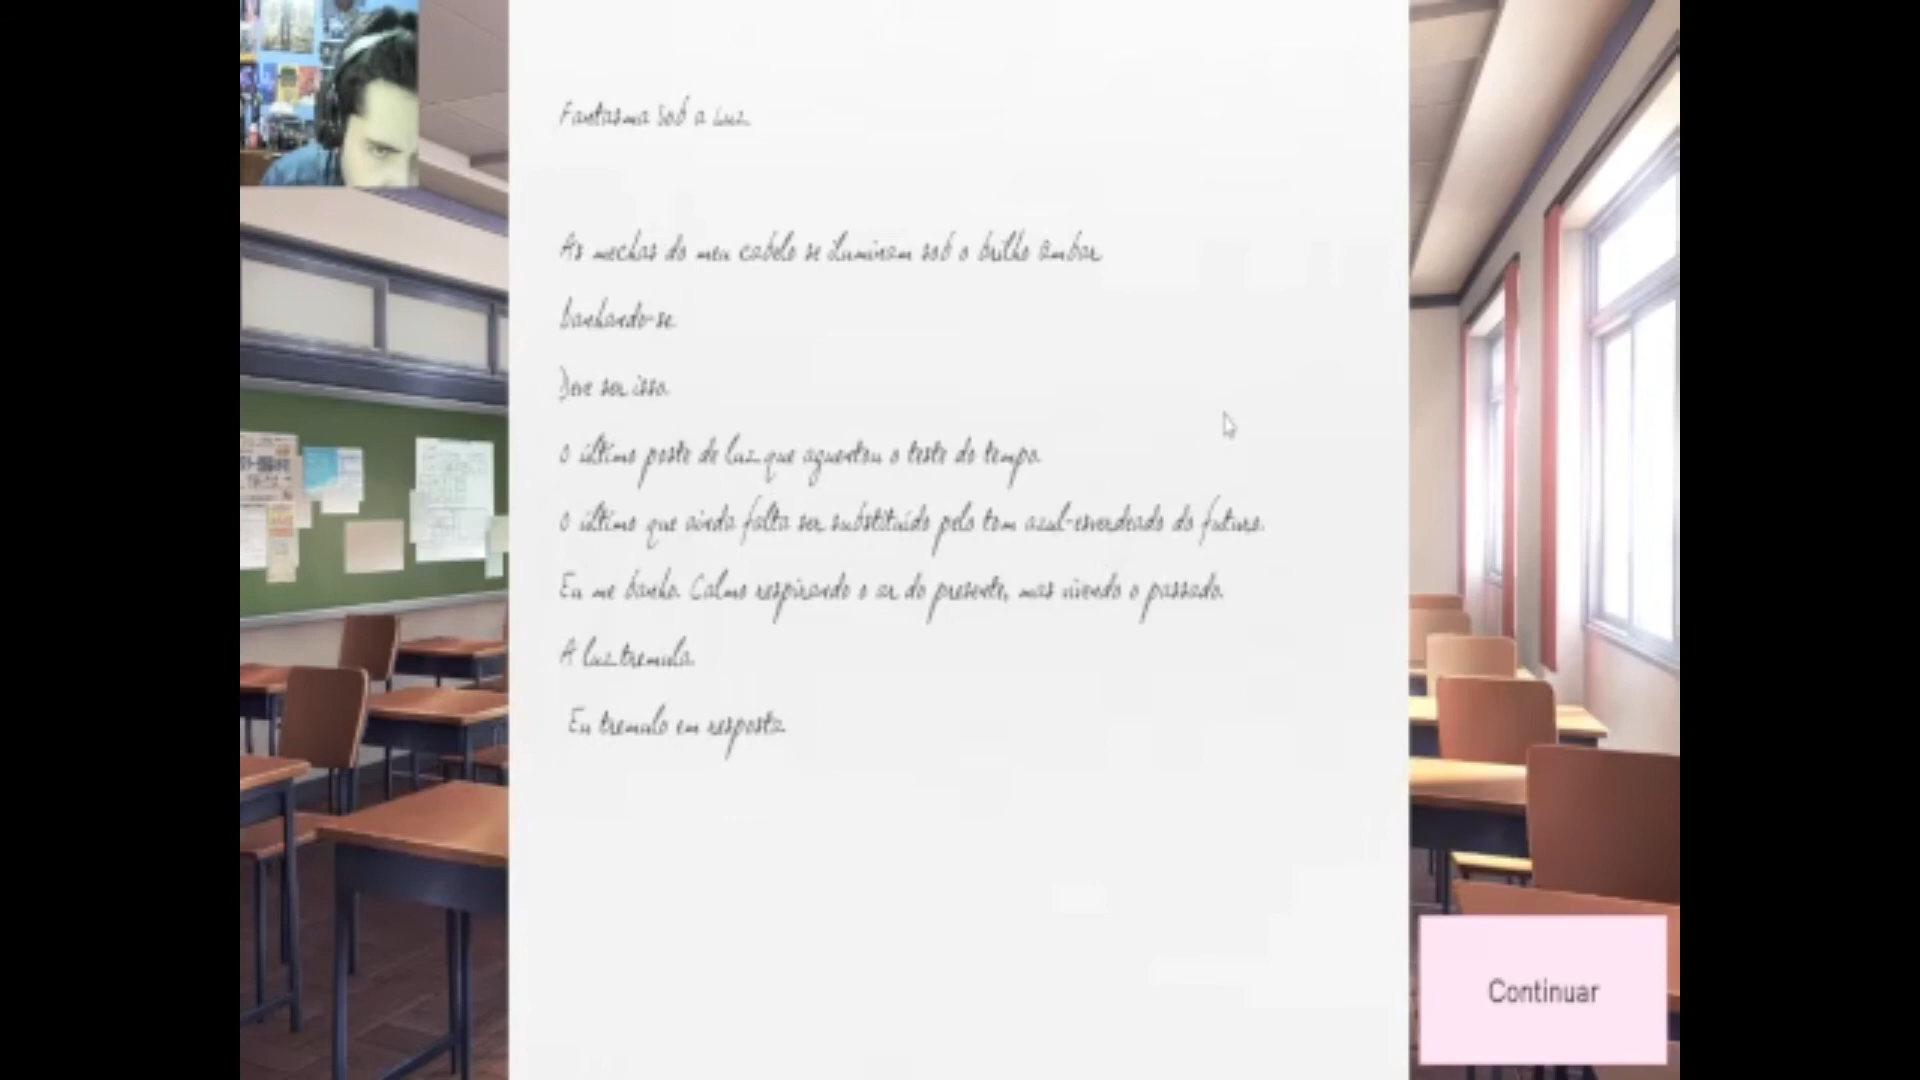 Fantasma Sob a Luz
As mechas do meu cabelo se iluminam sob o brilho âmbar
Banhando-se.
Deve ser isso.
O último poste de luz que aguentou o teste do tempo.
O último que ainda falta ser substituído pelo tom azul-esverdeado do futuro.
Eu me banho. Calmo respirando o ar do presente, mas vivendo o passado.
A luz tremula.
Eu tremulo em resposta.
Continuar